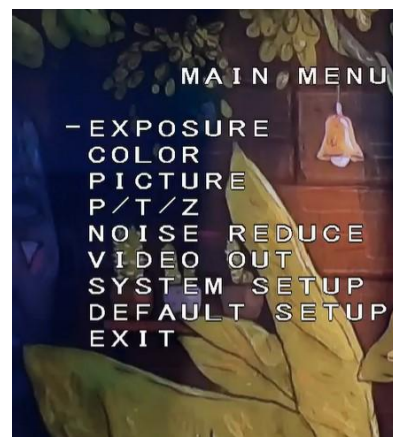 MAIN MENU
-EXPOSURE
COLOR
PICTURE
P/T/Z
NOISE REDUCE
VIDEO OUT
SYSTEM SETUP
DEFAULT SETUP
EXIT